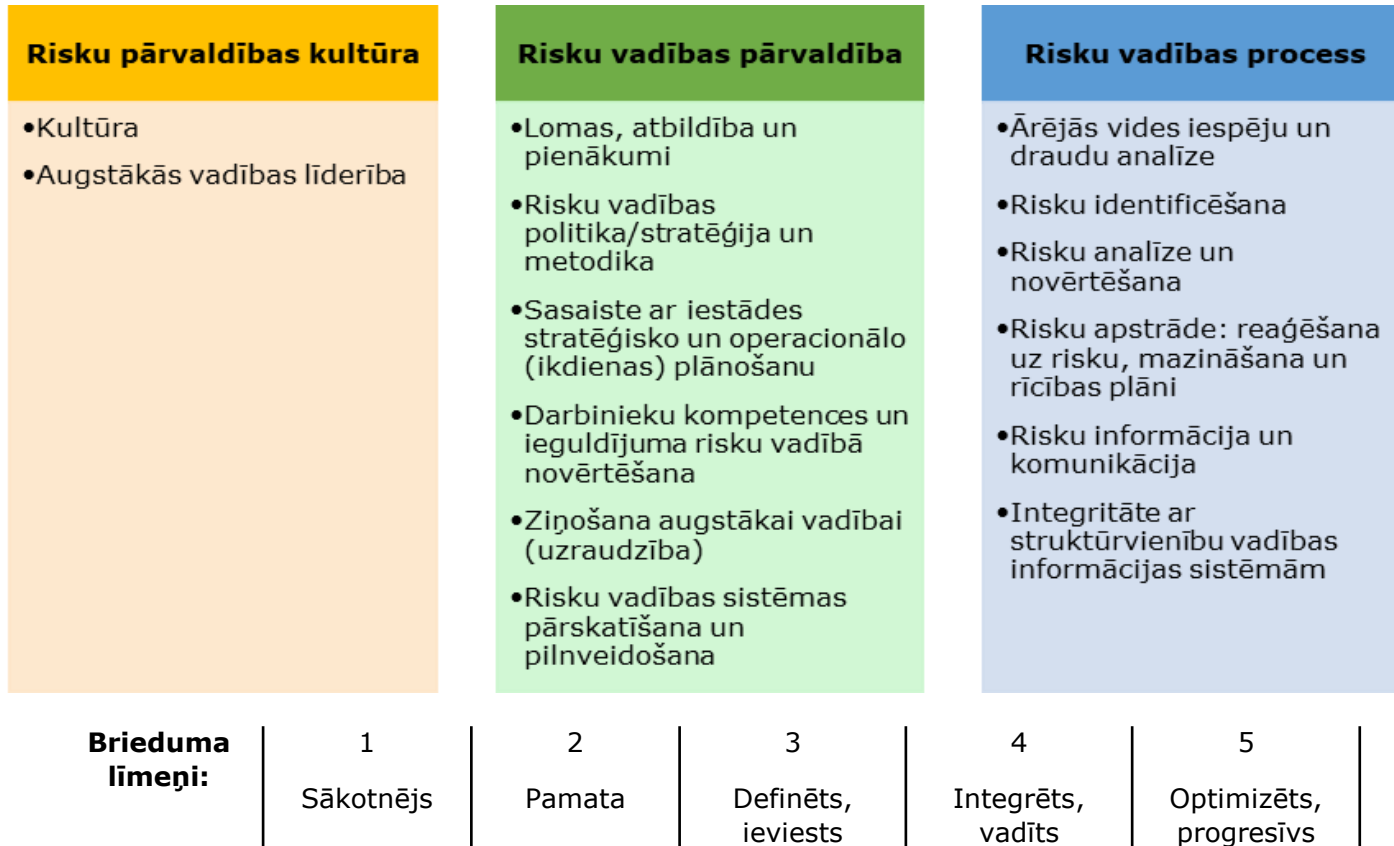 Risku pārvaldības kultūra
•Kultūra
•Augstākās vadības līderība
Risku vadības pārvaldība
•Lomas, atbildība un
pienākumi
•Risku vadības
politika/stratēģija un
metodika
•Sasaiste ar iestādes
stratēģisko un operacionālo
(ikdienas) plānošanu
•Darbinieku kompetences un
ieguldījuma risku vadībā
novērtēšana
•Ziņošana augstākai vadībai
(uzraudzība)
•Risku vadības sistēmas
pārskatīšana un
pilnveidošana
Risku vadības process
•Ārējās vides iespēju un
draudu analīze
•Risku identificēšana
•Risku analīze un
novērtēšana
•Risku apstrāde: reaģēšana
uz risku, mazināšana un
rīcības plāni
•Risku informācija un
komunikācija
•Integritāte ar
struktūrvienību vadības
informācijas sistēmām
Brieduma
līmeņi:
1
Sākotnējs
2
Pamata
3
Definēts,
ieviests
4
Integrēts,
vadīts
5
Optimizēts,
progresīvs